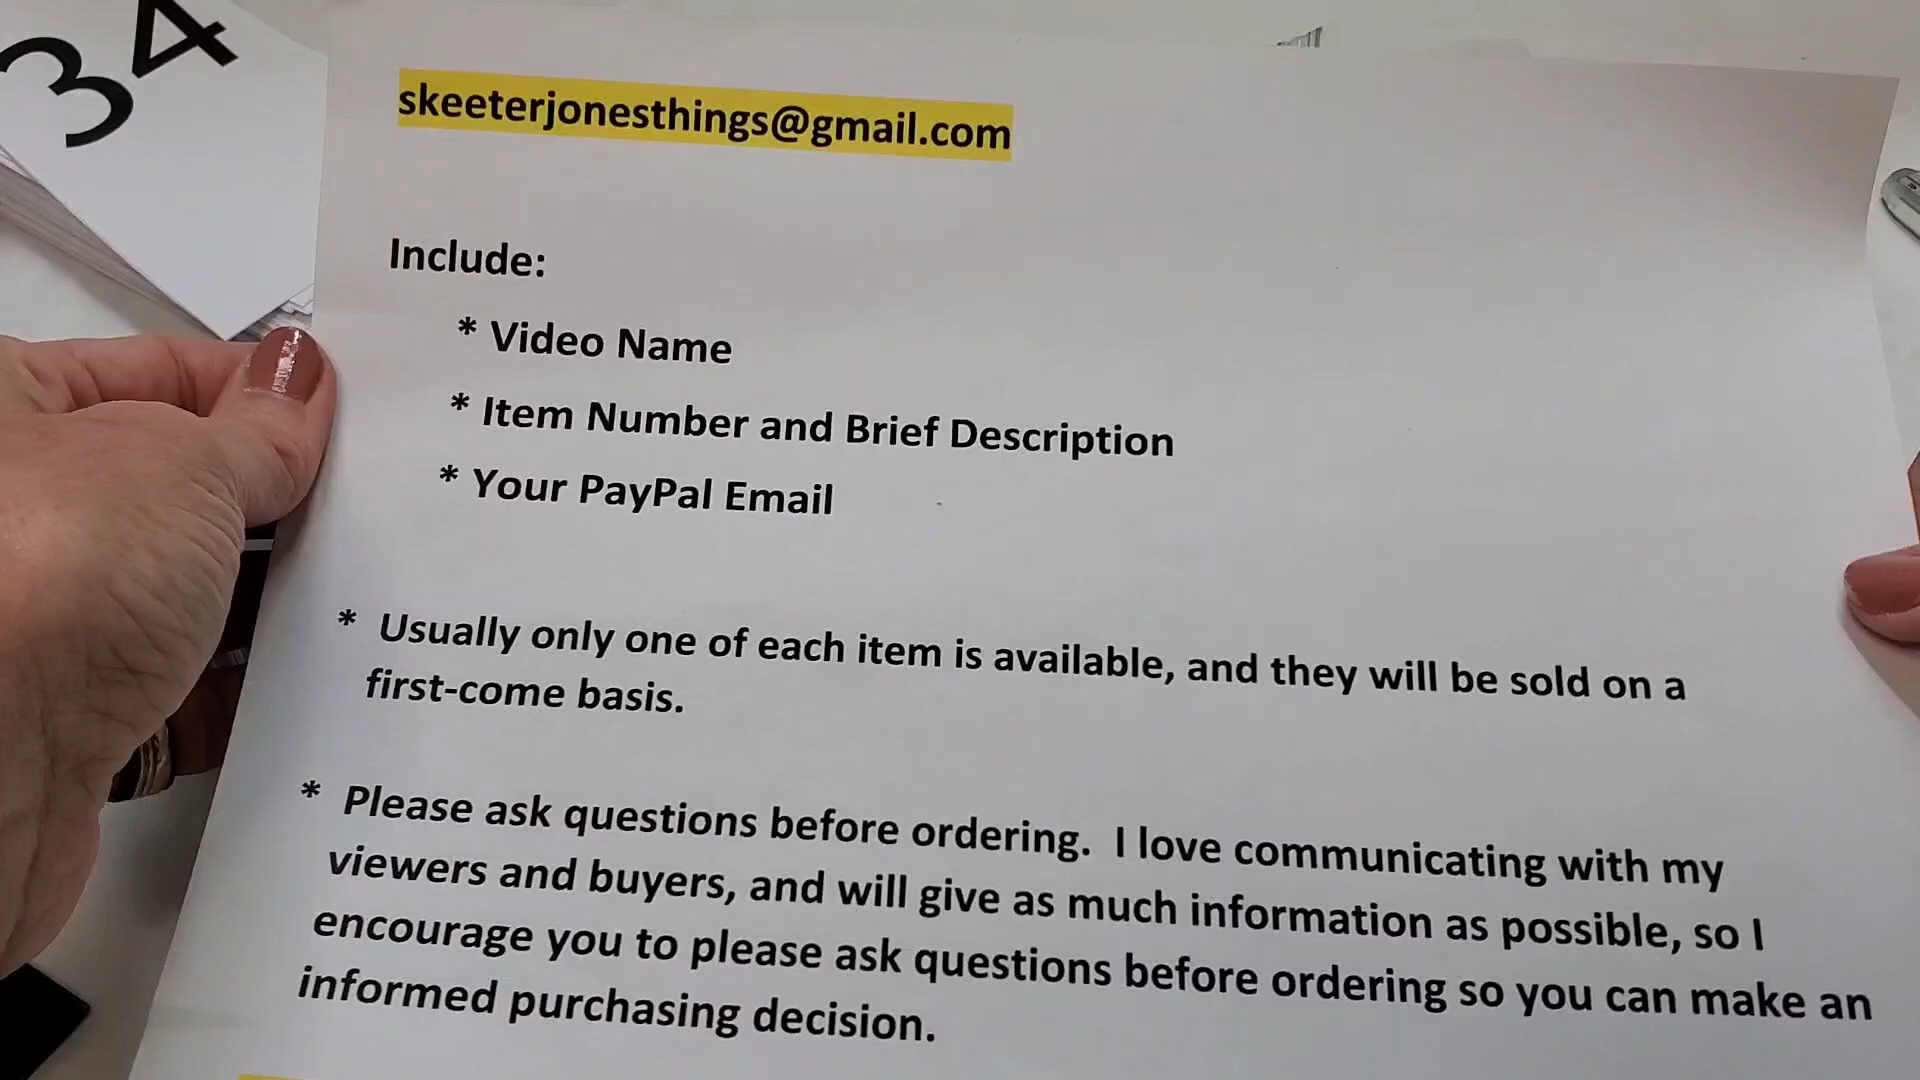 34
skeeterjonesthings@gmail.com
Include:
* Video Name
* Item Number and Brief Description
* Your PayPal Email
* Usually only one of each item is available, and they will be sold on a
first-come basis.
* Please ask questions before ordering. I love communicating with my
viewers and buyers, and will give as much information as possible, so I
encourage you to please ask questions before ordering so you can make an
informed purchasing decision.